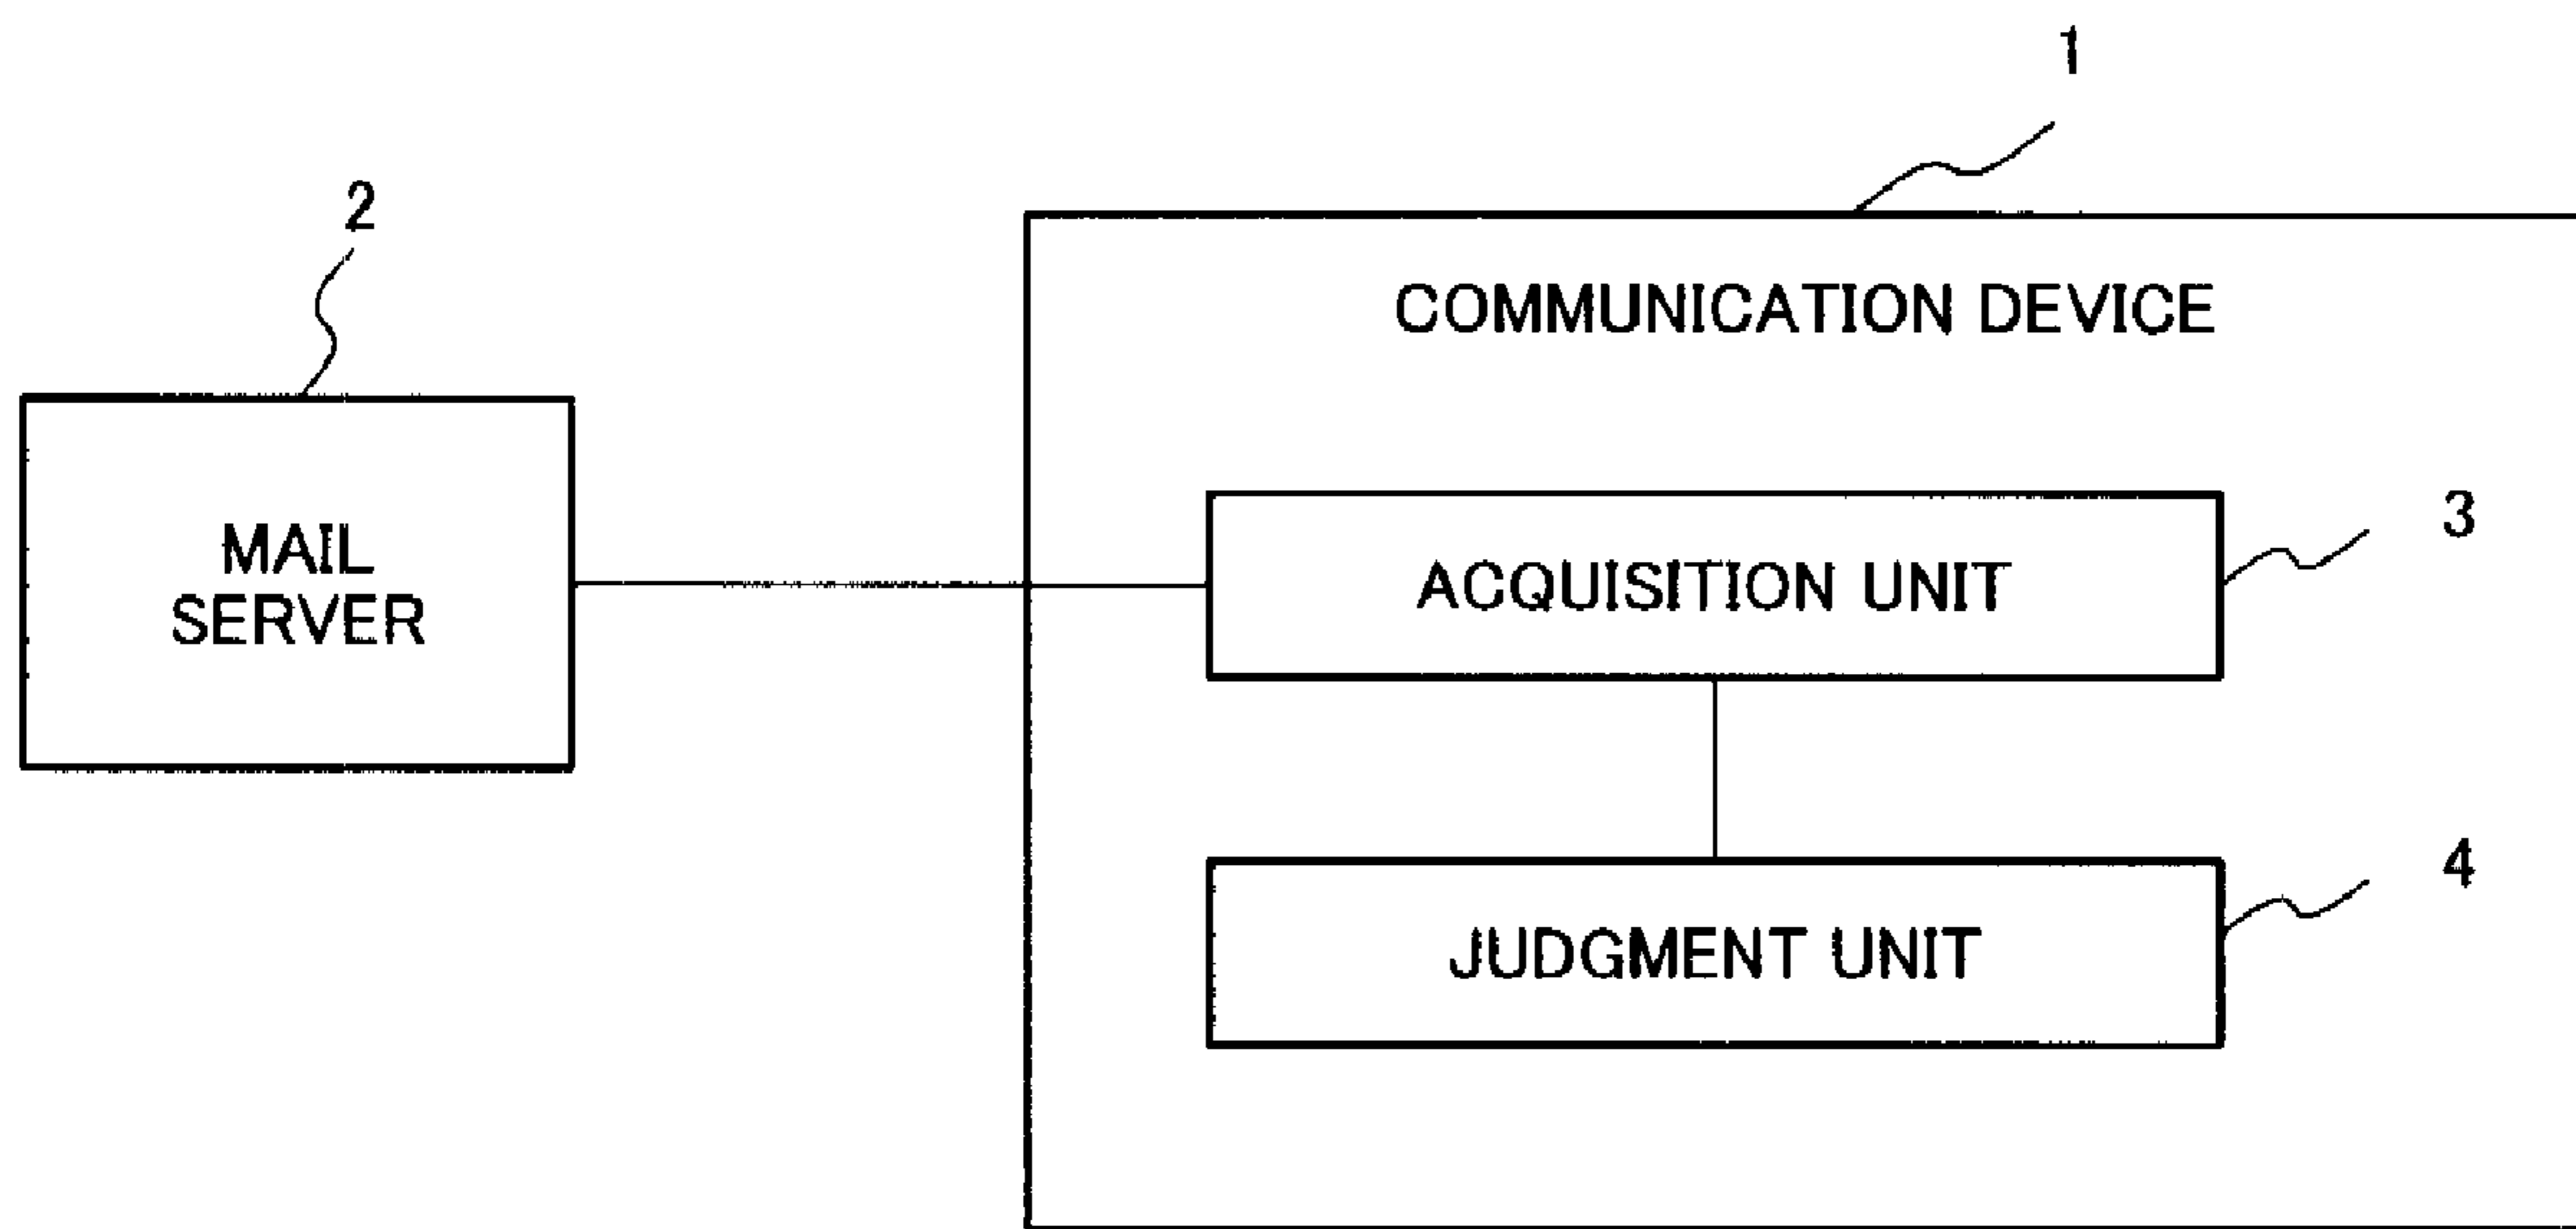 1
2
COMMUNICATION DEVICE
MAIL
SERVER
3
ACQUISITION UNIT
4
JUDGMENT UNIT